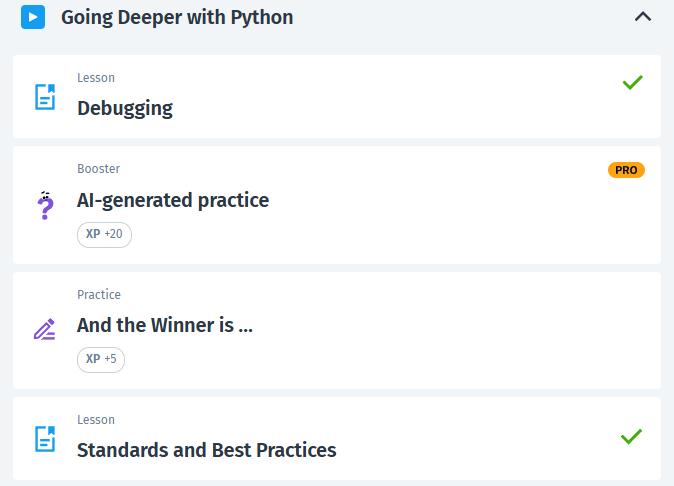 Going Deeper with Python
Lesson
Debugging
Booster
PRO
AI-generated practice
XP +20
Practice
And the Winner is ...
XP +5
Lesson
Standards and Best Practices